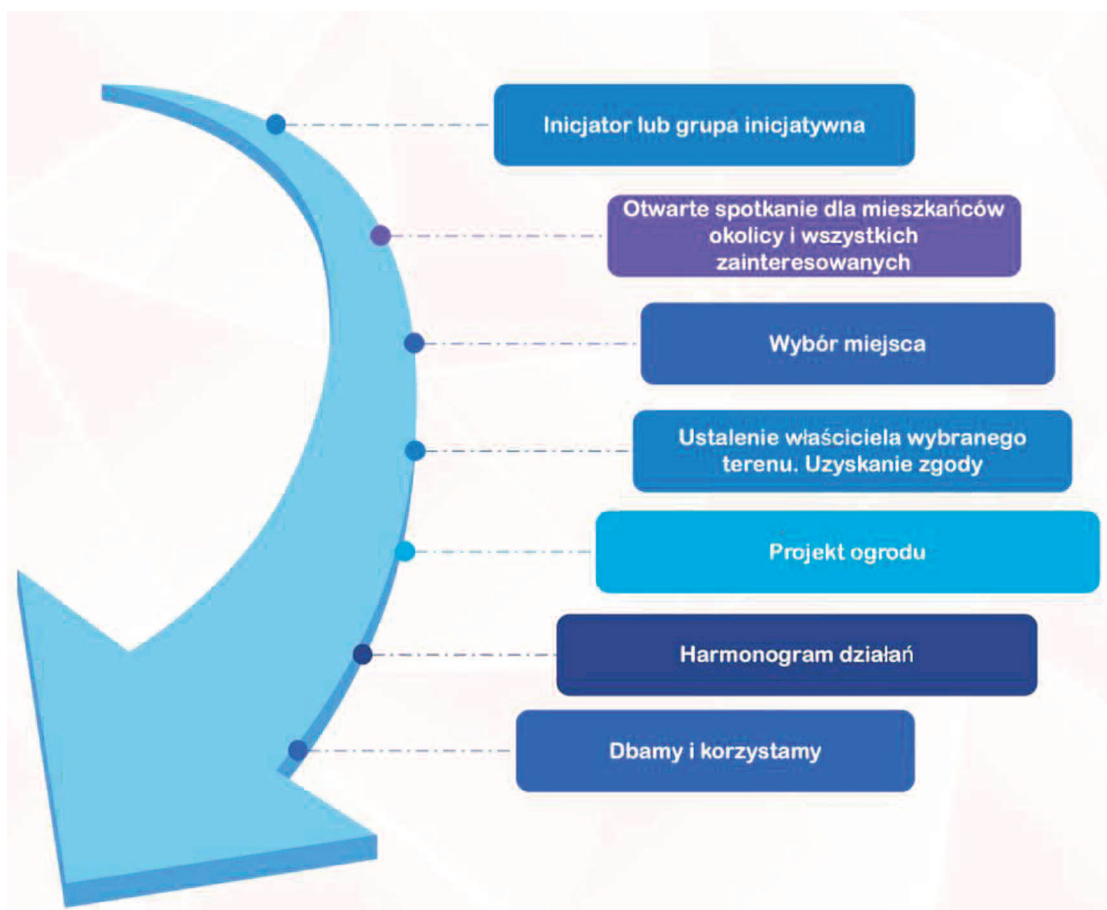 Inicjator lub grupa inicjatywna
Otwarte spotkanie dla mieszkańców
okolicy i wszystkich
zainteresowanych
Wybór miejsca
Ustalenie właściciela wybranego
terenu. Uzyskanie zgody
Projekt ogrodu
Harmonogram działań
Dbamy i korzystamy